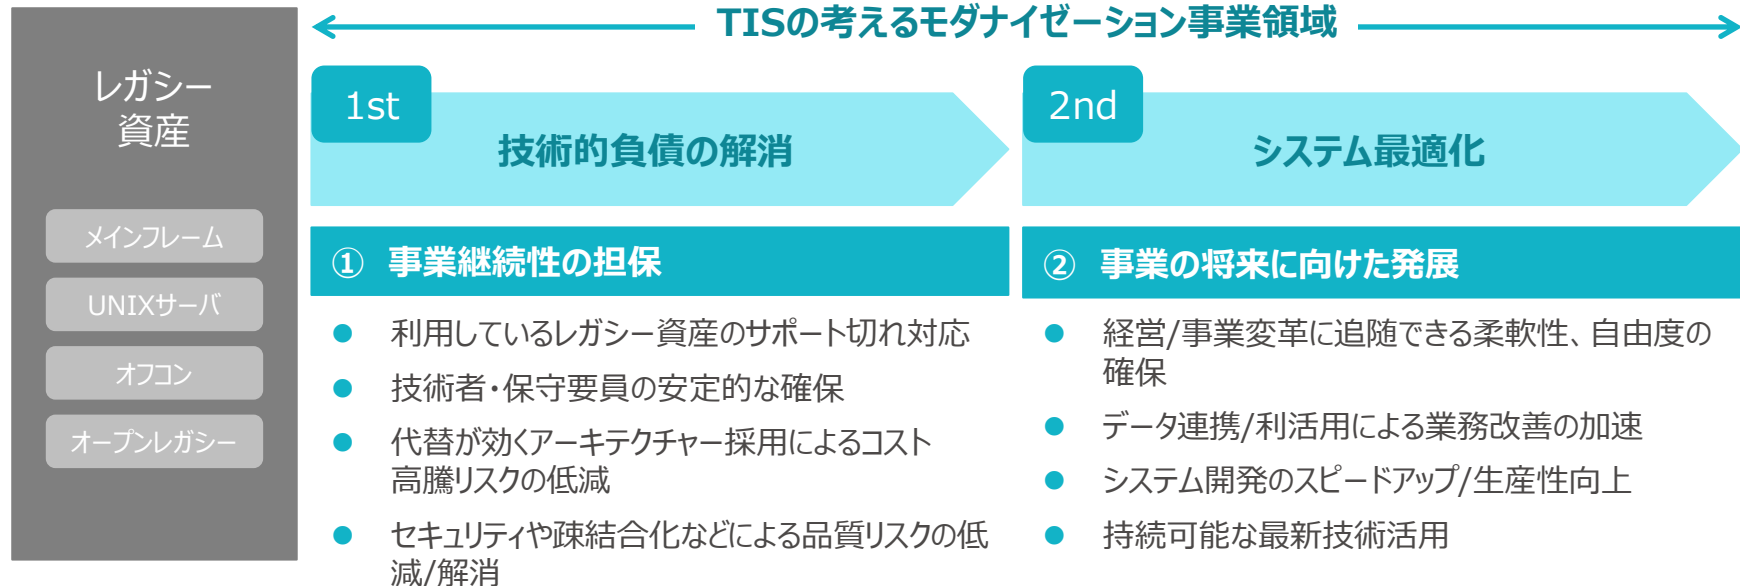 TISの考えるモダナイゼーション事業領域
レガシー
資産
メインフレーム
UNIXサーバ
オフコン
オープンレガシー
1st
技術的負債の解消
① 事業継続性の担保
● 利用しているレガシー資産のサポート切れ対応
● 技術者・保守要員の安定的な確保
● 代替が効くアーキテクチャー採用によるコスト
高騰リスクの低減
● セキュリティや疎結合化などによる品質リスクの低
減/解消
2nd
システム最適化
② 事業の将来に向けた発展
● 経営/事業変革に追随できる柔軟性、自由度の
確保
● データ連携/利活用による業務改善の加速
● システム開発のスピードアップ/生産性向上
● 持続可能な最新技術活用